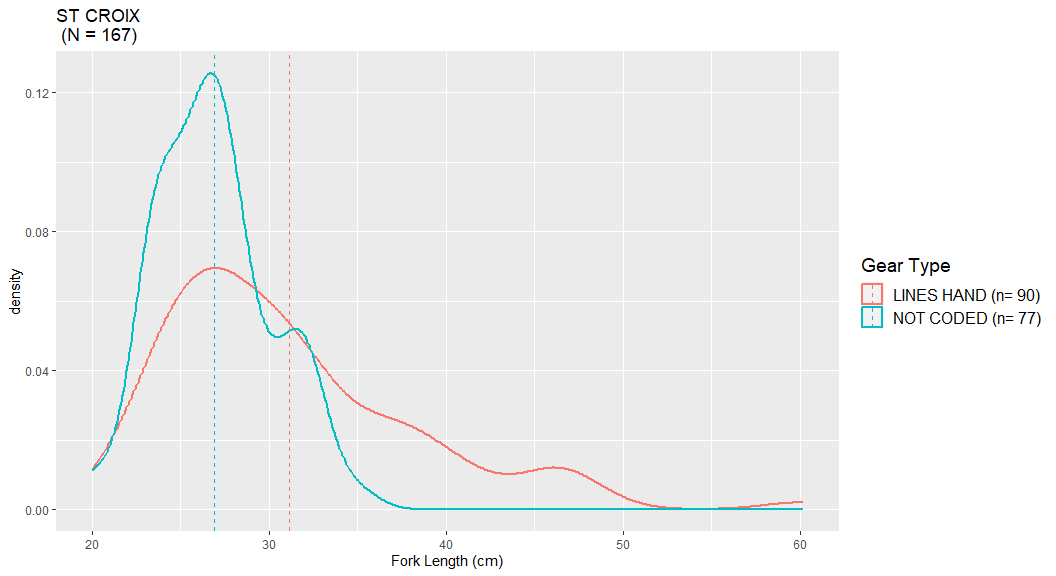 ST CROIX
(N = 167)
0.12
0.08
0.04
0.00
density
20 30 40 50 60
Fork Length (cm)
Gear Type
LINES HAND (n= 90)
NOT CODED (n= 77)